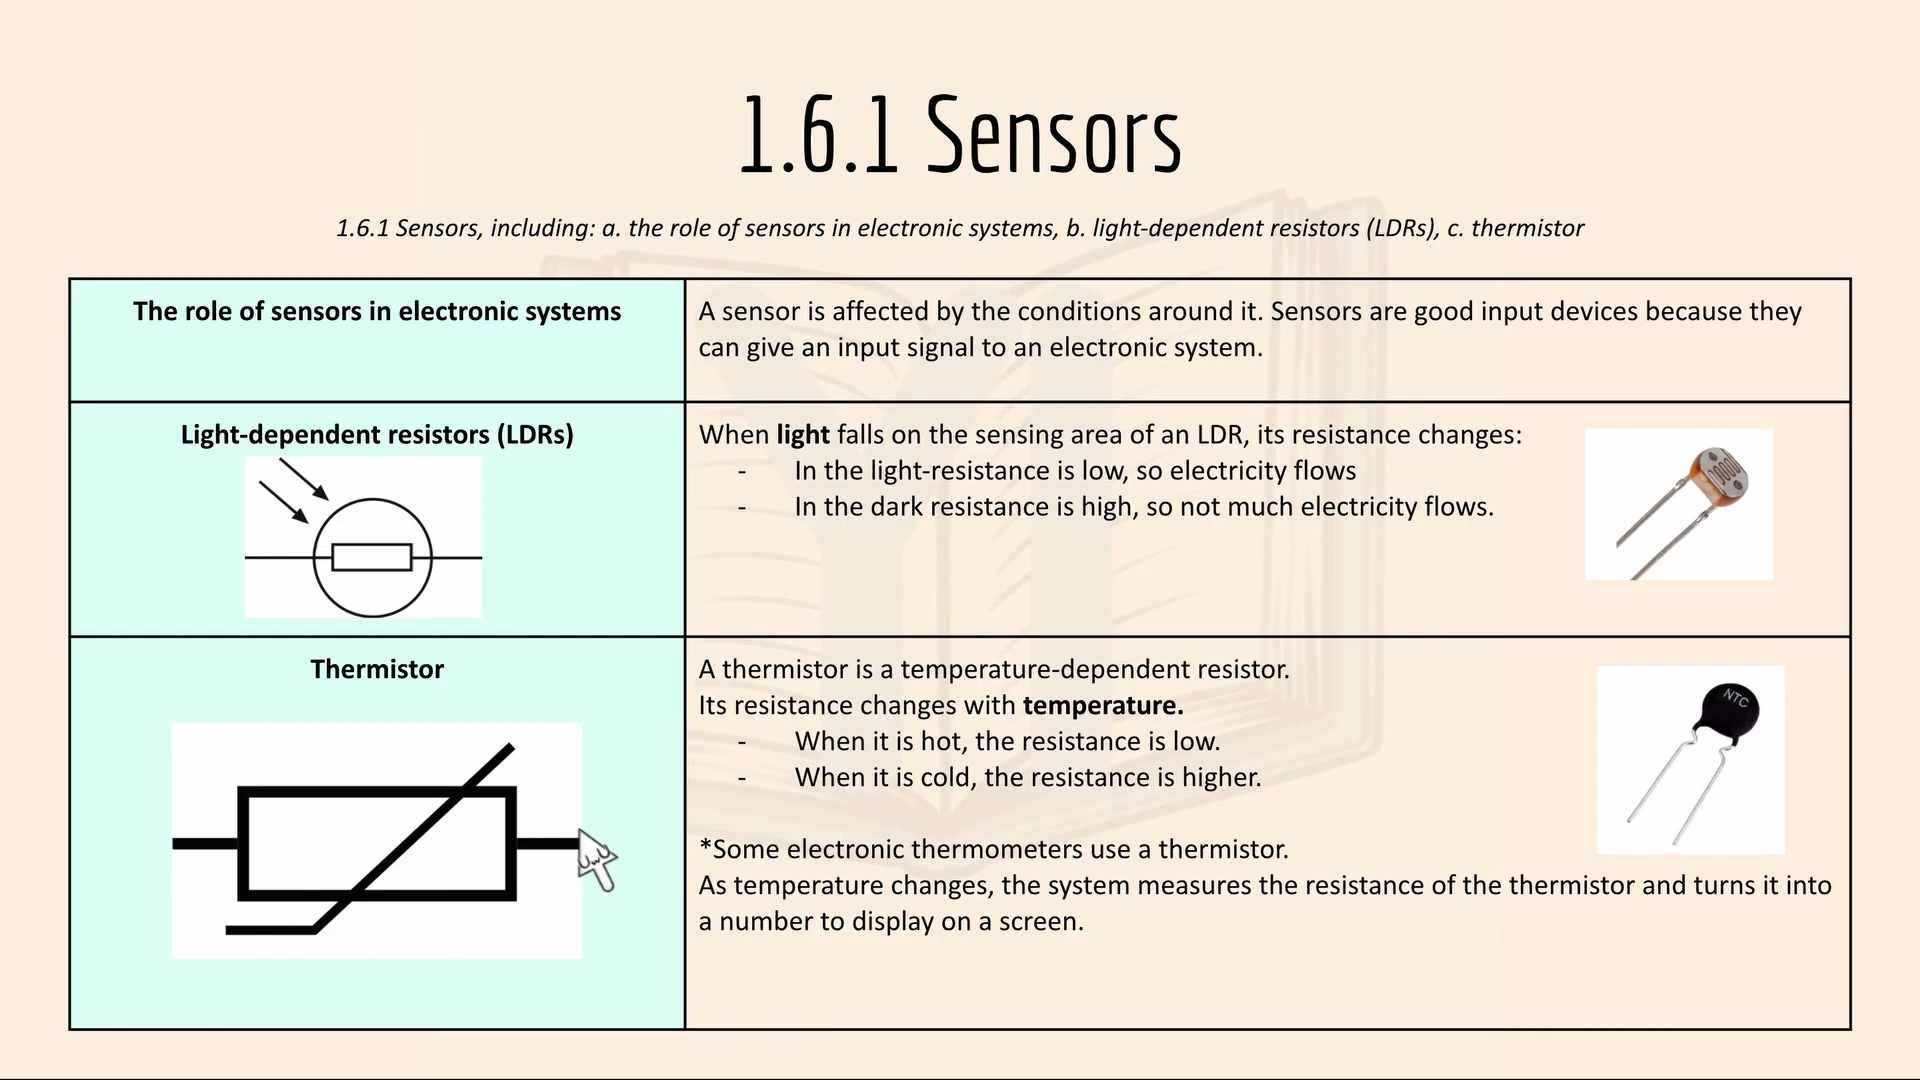 1.6.1 Sensors
1.6.1 Sensors, including: a. the role of sensors in electronic systems, b. light-dependent resistors (LDRs), c. thermistor
The role of sensors in electronic systems
A sensor is affected by the conditions around it. Sensors are good input devices because they
can give an input signal to an electronic system.
Light-dependent resistors (LDRs)
When light falls on the sensing area of an LDR, its resistance changes:
- In the light-resistance is low, so electricity flows
- In the dark resistance is high, so not much electricity flows.
Thermistor
A thermistor is a temperature-dependent resistor.
Its resistance changes with temperature.
- When it is hot, the resistance is low.
- When it is cold, the resistance is higher.
*Some electronic thermometers use a thermistor.
As temperature changes, the system measures the resistance of the thermistor and turns it into
a number to display on a screen.
NTC